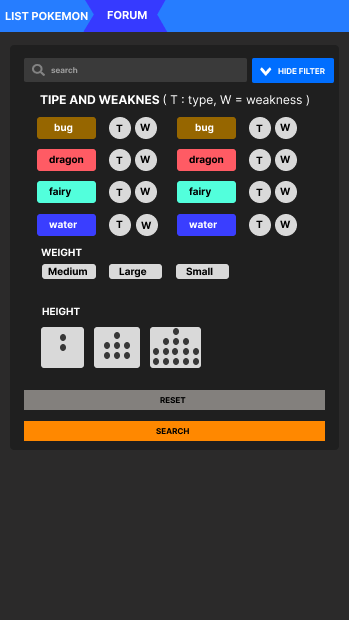 LIST POKEMON FORUM
search HIDE FILTER
TIPE AND WEAKNES ( T : type, W = weakness )
bug T W bug T W
dragon T W dragon T W
fairy T W fairy T W
water T W water T W
WEIGHT
Medium Large Small
HEIGHT
RESET
SEARCH